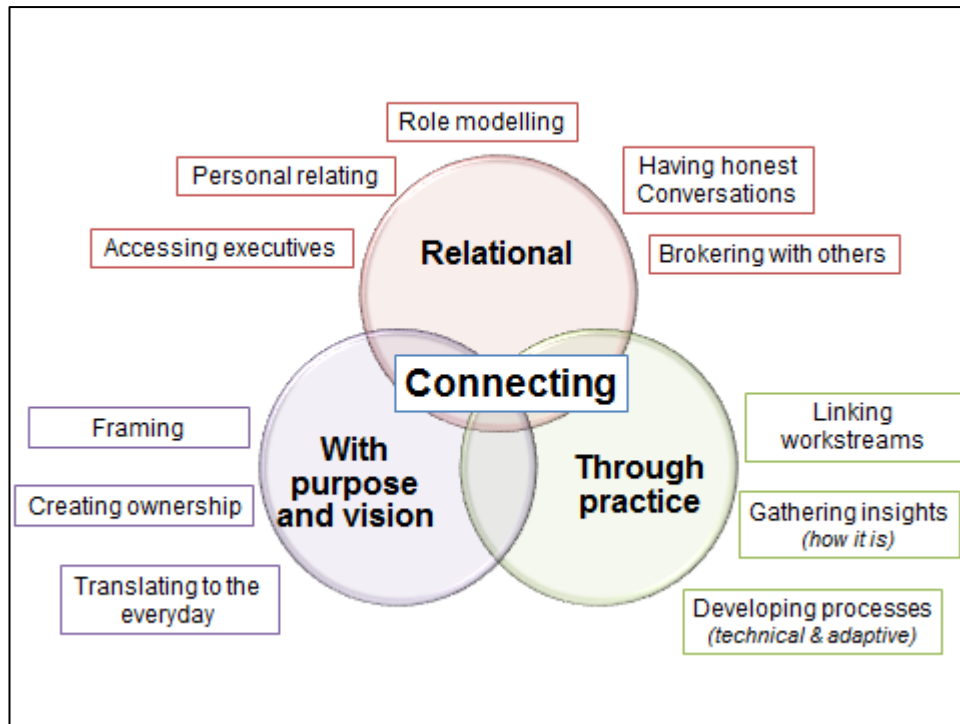 Role modelling
Personal relating
Having honest
Conversations
Accessing executives
Relational
Brokering with others
Connecting
Framing
Creating ownership
Translating to the
everyday
With
purpose
and vision
Through
practice
Linking
workstreams
Gathering insights
(how it is)
Developing processes
(technical & adaptive)